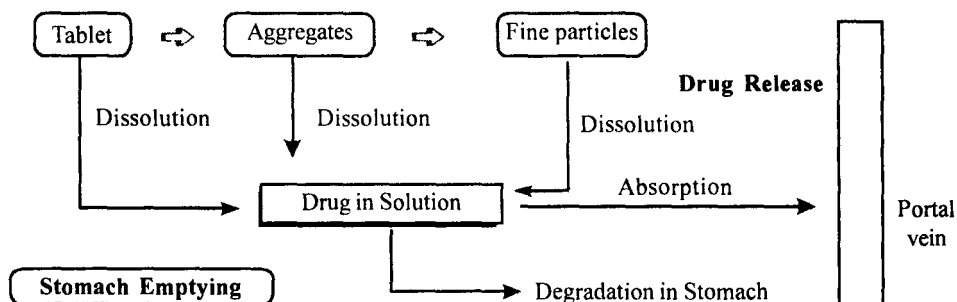 Tablet
Aggregates
Fine particles
Drug Release
Dissolution
Dissolution
Dissolution
Absorption
Drug in Solution
Portal
vein
Stomach Emptying
Degradation in Stomach